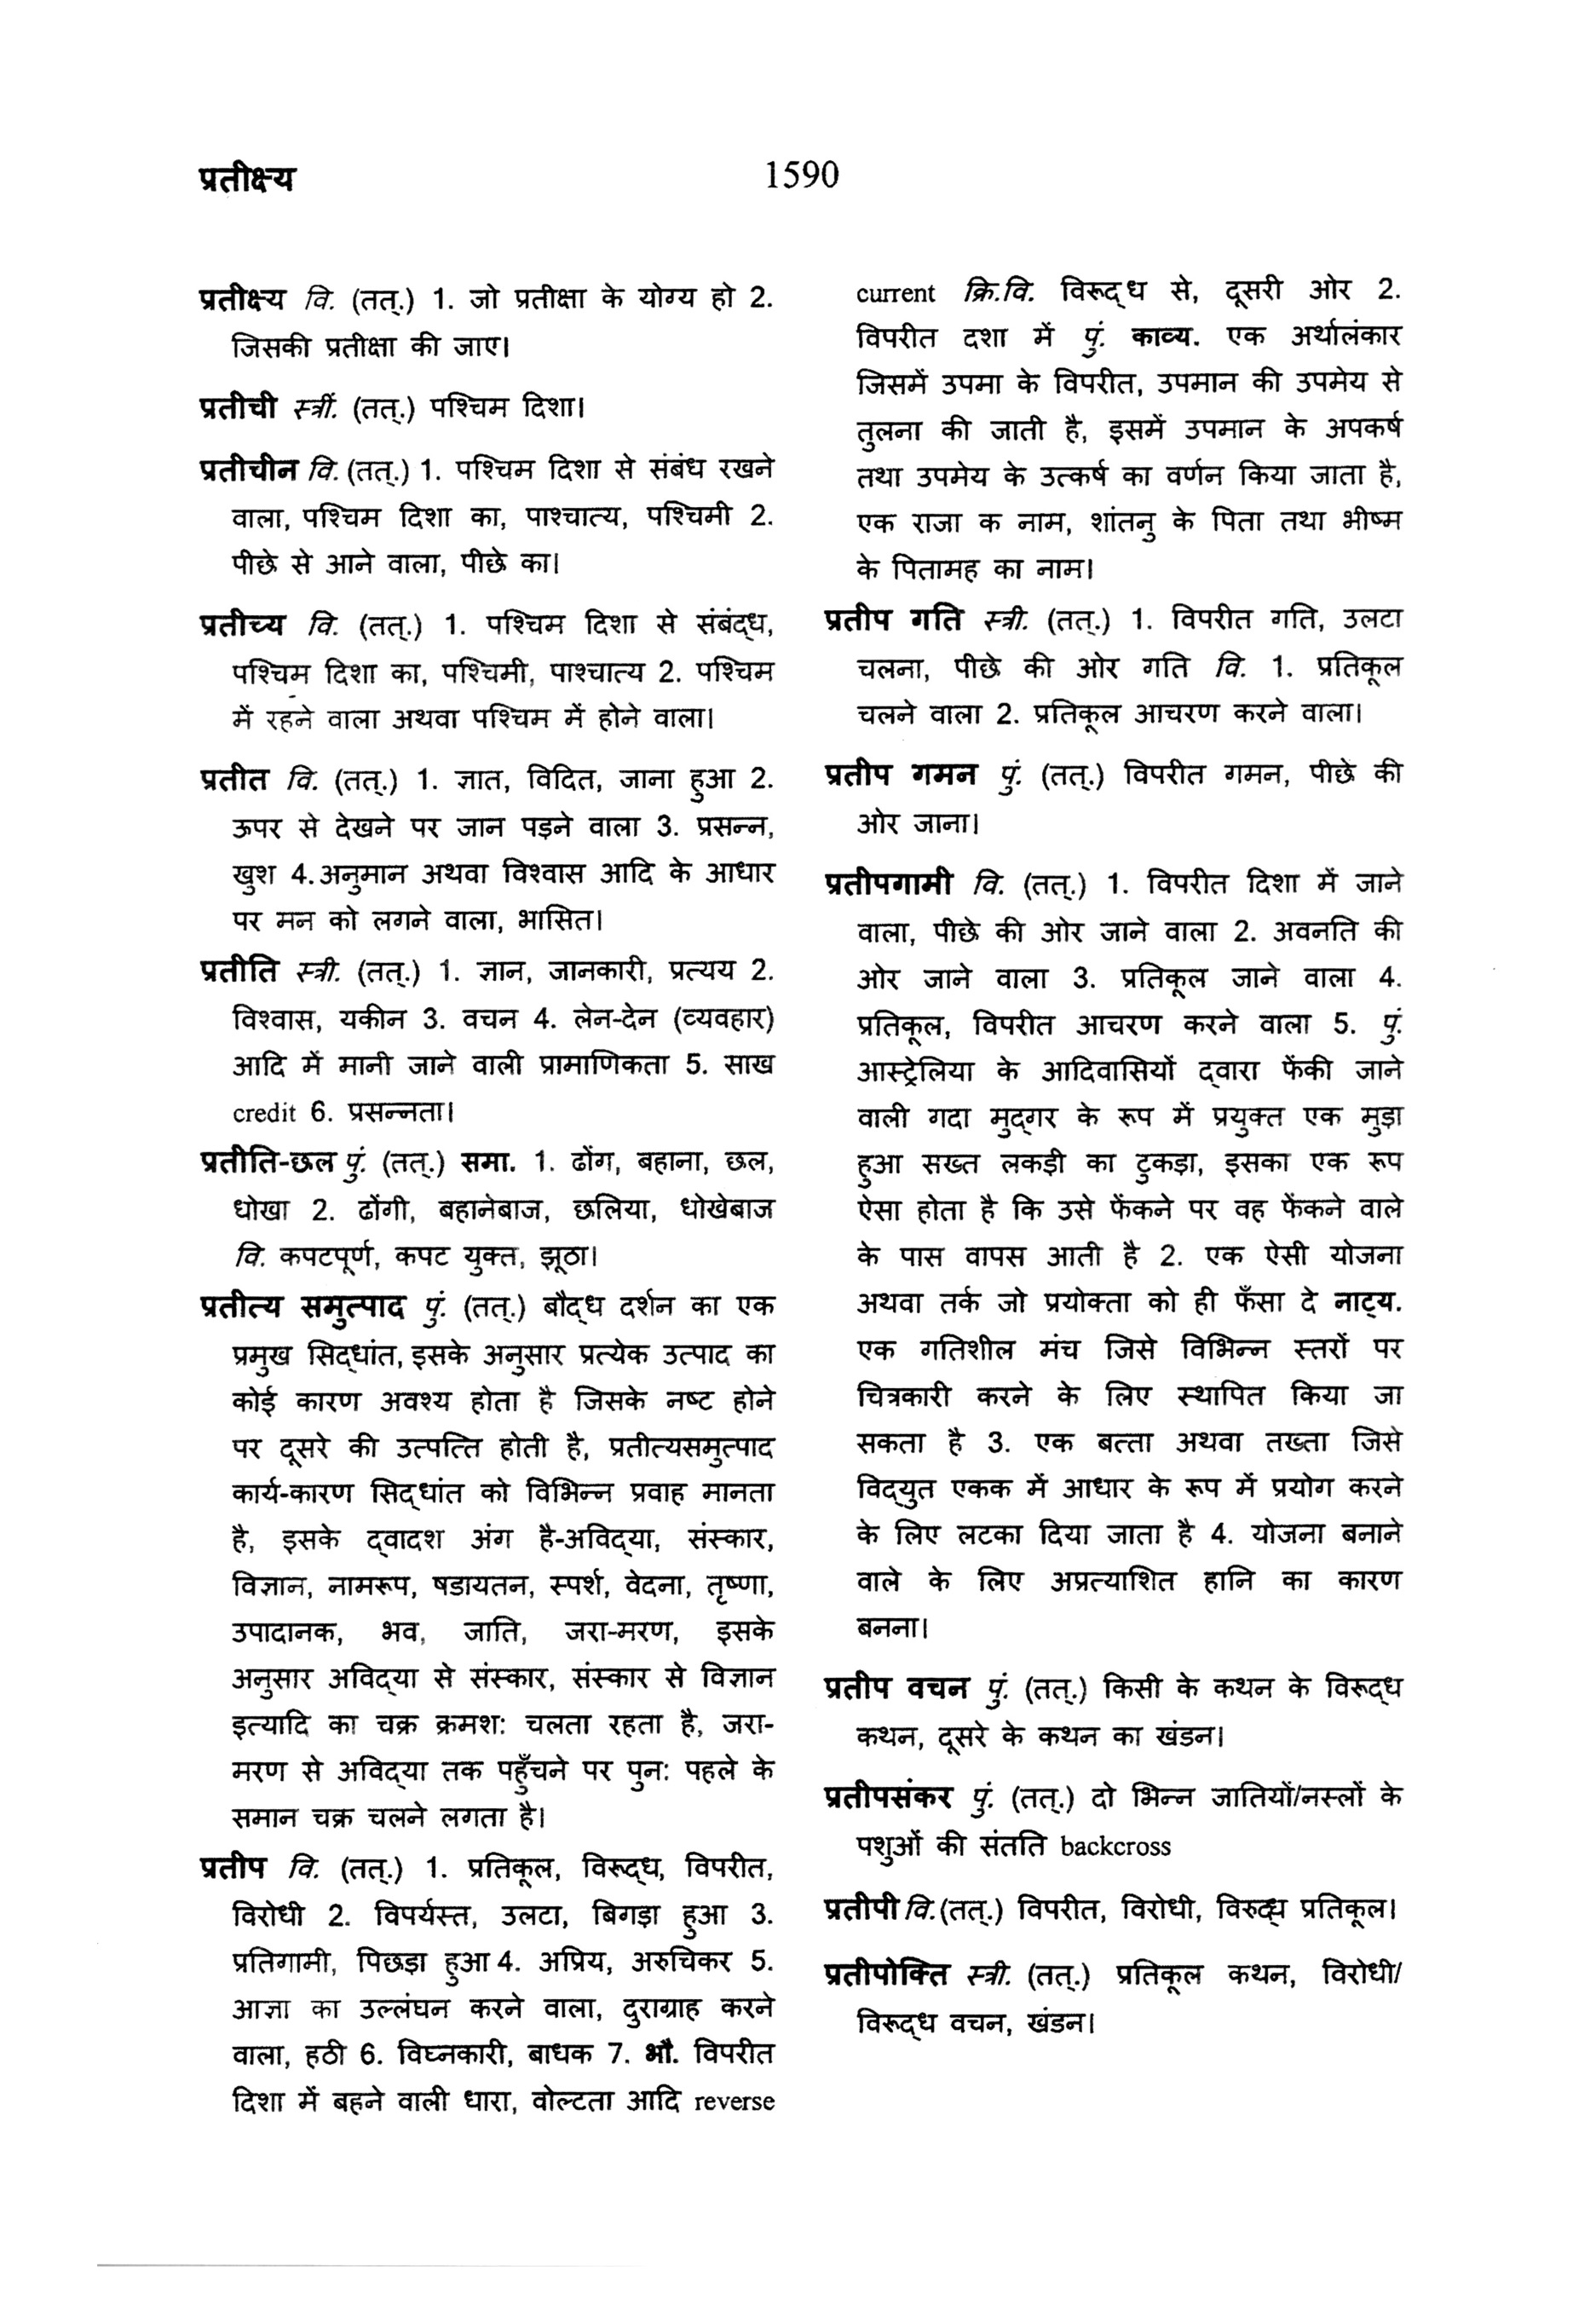 प्रतीक्ष्य
1590
प्रतीक्ष्य वि. (तत्.) 1. जो प्रतीक्षा के योग्य हो 2.
जिसकी प्रतीक्षा की जाए।
प्रतीची स्त्रीं. (तत्.) पश्चिम दिशा।
प्रतीचीन वि. (तत्.) 1. पश्चिम दिशा से संबंध रखने
वाला, पश्चिम दिशा का, पाश्चात्य, पश्चिमी 2.
पीछे से आने वाला, पीछे का।
प्रतीच्य वि. (तत्.) 1. पश्चिम दिशा से संबंद्ध,
पश्चिम दिशा का, पश्चिमी, पाश्चात्य 2. पश्चिम
में रहने वाला अथवा पश्चिम में होने वाला।
प्रतीत वि. (तत्.) 1. ज्ञात, विदित, जाना हुआ 2.
ऊपर से देखने पर जान पड़ने वाला 3. प्रसन्न,
खुश 4. अनुमान अथवा विश्वास आदि के आधार
पर मन को लगने वाला, भासित।
प्रतीति स्त्री. (तत्.) 1. ज्ञान, जानकारी, प्रत्यय 2.
विश्वास, यकीन 3. वचन 4. लेन-देन (व्यवहार)
आदि में मानी जाने वाली प्रामाणिकता 5. साख
credit 6. प्रसन्नता।
प्रतीति-छल पुं. (तत्.) समा. 1. ढोंग, बहाना, छल,
धोखा 2. ढोंगी, बहानेबाज, छलिया, धोखेबाज
वि. कपटपूर्ण, कपट युक्त, झूठा।
प्रतीत्य समुत्पाद पुं. (तत्.) बौद्ध दर्शन का एक
प्रमुख सिद्धांत, इसके अनुसार प्रत्येक उत्पाद का
कोई कारण अवश्य होता है जिसके नष्ट होने
पर दूसरे की उत्पत्ति होती है, प्रतीत्यसमुत्पाद
कार्य-कारण सिद्धांत को विभिन्न प्रवाह मानता
है, इसके द्वादश अंग है-अविद्या, संस्कार,
विज्ञान, नामरूप, षडायतन, स्पर्श, वेदना, तृष्णा,
उपादानक, भव, जाति, जरा-मरण, इसके
अनुसार अविद्या से संस्कार, संस्कार से विज्ञान
इत्यादि का चक्र क्रमश: चलता रहता है, जरा-
मरण से अविद्या तक पहुँचने पर पुन: पहले के
समान चक्र चलने लगता है।
प्रतीप वि. (तत्.) 1. प्रतिकूल, विरूद्ध, विपरीत,
विरोधी 2. विपर्यस्त, उलटा, बिगड़ा हुआ 3.
प्रतिगामी, पिछड़ा हुआ 4. अप्रिय, अरुचिकर 5.
आज्ञा का उल्लंघन करने वाला, दुराग्राह करने
वाला, हठी 6. विघ्नकारी, बाधक 7. भौ. विपरीत
दिशा में बहने वाली धारा, वोल्टता आदि reverse
current क्रि.वि. विरूद्ध से, दूसरी ओर 2.
विपरीत दशा में पुं. काव्य. एक अर्थालंकार
जिसमें उपमा के विपरीत, उपमान की उपमेय से
तुलना की जाती है, इसमें उपमान के अपकर्ष
तथा उपमेय के उत्कर्ष का वर्णन किया जाता है,
एक राजा क नाम, शांतनु के पिता तथा भीष्म
के पितामह का नाम।
प्रतीप गति स्त्री. (तत्.) 1. विपरीत गति, उलटा
चलना, पीछे की ओर गति वि. 1. प्रतिकूल
चलने वाला 2. प्रतिकूल आचरण करने वाला।
प्रतीप गमन पुं. (तत्.) विपरीत गमन, पीछे की
ओर जाना।
प्रतीपगामी वि. (तत्.) 1. विपरीत दिशा में जाने
वाला, पीछे की ओर जाने वाला 2. अवनति की
ओर जाने वाला 3. प्रतिकूल जाने वाला 4.
प्रतिकूल, विपरीत आचरण करने वाला 5. पुं.
आस्ट्रेलिया के आदिवासियों द्वारा फेंकी जाने
वाली गदा मुद्गर के रूप में प्रयुक्त एक मुड़ा
हुआ सख्त लकड़ी का टुकड़ा, इसका एक रूप
ऐसा होता है कि उसे फेंकने पर वह फेंकने वाले
के पास वापस आती है 2. एक ऐसी योजना
अथवा तर्क जो प्रयोक्ता को ही फँसा दे नाट्य.
एक गतिशील मंच जिसे विभिन्न स्तरों पर
चित्रकारी करने के लिए स्थापित किया जा
सकता है 3. एक बत्ता अथवा तख्ता जिसे
विद्युत एकक में आधार के रूप में प्रयोग करने
के लिए लटका दिया जाता है 4. योजना बनाने
वाले के लिए अप्रत्याशित हानि का कारण
बनना।
प्रतीप वचन पुं. (तत्.) किसी के कथन के विरूद्ध
कथन, दूसरे के कथन का खंडन।
प्रतीपसंकर पुं. (तत्.) दो भिन्न जातियों/नस्लों के
पशुओं की संतति backcross
प्रतीपी वि.(तत्.) विपरीत, विरोधी, विरुद्ध प्रतिकूल।
प्रतीपोक्ति स्त्री. (तत्.) प्रतिकूल कथन, विरोधी/
विरूद्ध वचन, खंडन।